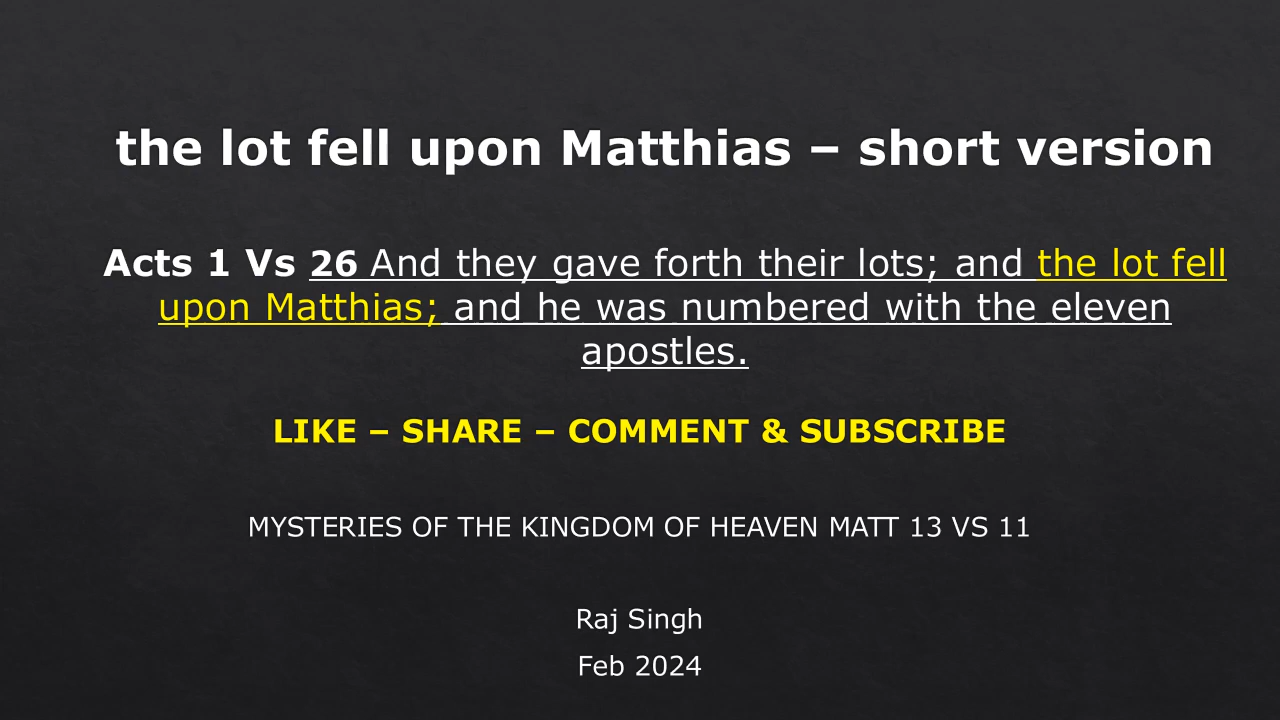 the lot fell upon Matthias – short version
Acts 1 Vs 26 And they gave forth their lots; and the lot fell
upon Matthias; and he was numbered with the eleven
apostles.
LIKE – SHARE – COMMENT & SUBSCRIBE
MYSTERIES OF THE KINGDOM OF HEAVEN MATT 13 VS 11
Raj Singh
Feb 2024